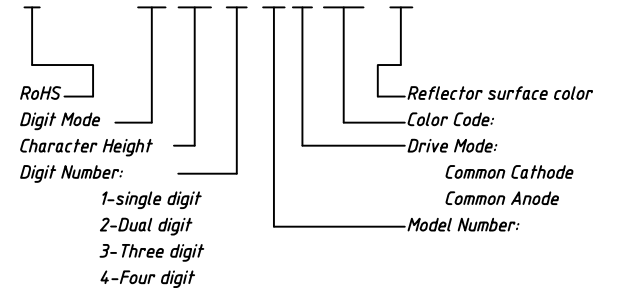 RoHS
Digit Mode
Character Height
Digit Number:
1-single digit
2-Dual digit
3-Three digit
4-Four digit
Reflector surface color
Color Code:
Drive Mode:
Common Cathode
Common Anode
Model Number: